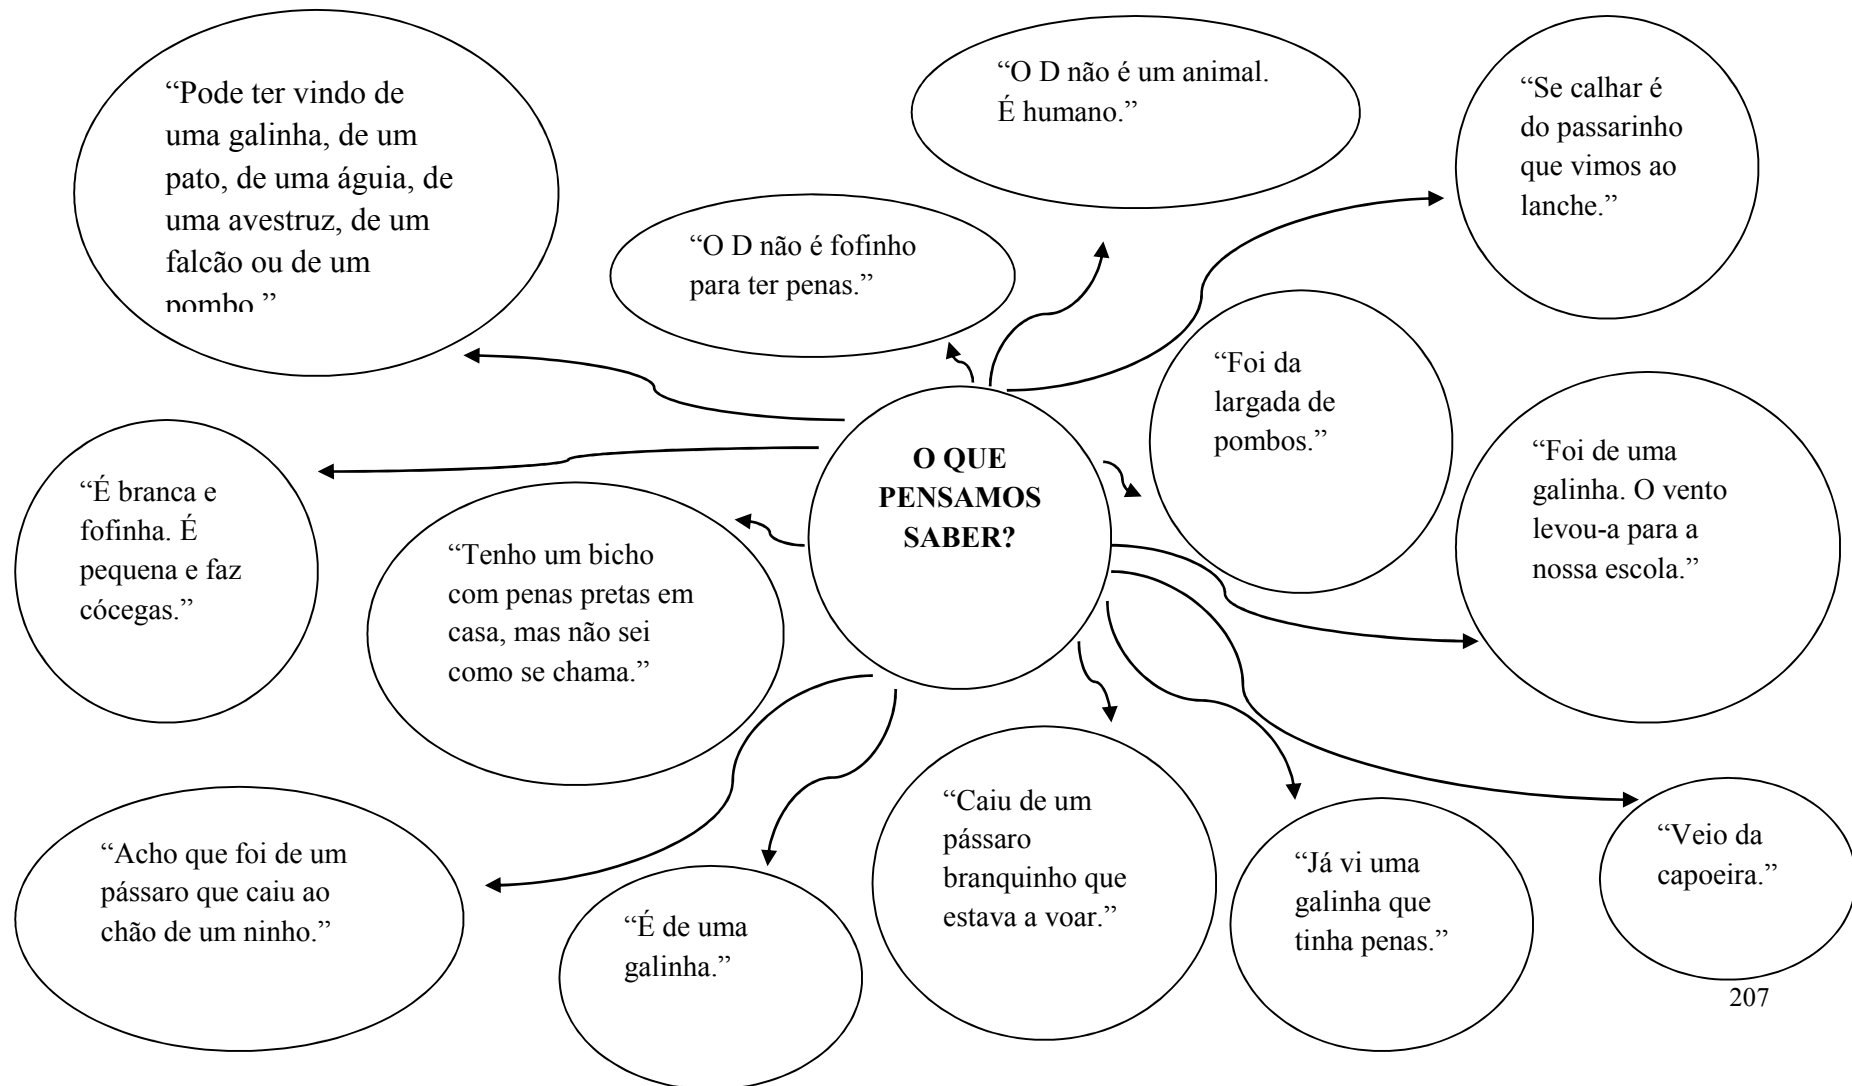 “Pode ter vindo de
uma galinha, de um
pato, de uma águia, de
uma avestruz, de um
falcão ou de um
pombo.”
“O D não é um animal.
É humano.”
“Se calhar é
do passarinho
que vimos ao
lanche.”
“O D não é fofinho
para ter penas.”
“Foi da
largada de
pombos.”
O QUE
PENSAMOS
SABER?
“Foi de uma
galinha. O vento
levou-a para a
nossa escola.”
“É branca e
fofinha. É
pequena e faz
cócegas.”
“Tenho um bicho
com penas pretas em
casa, mas não sei
como se chama.”
“Acho que foi de um
pássaro que caiu ao
chão de um ninho.”
“É de uma
galinha.”
“Caiu de um
pássaro
branquinho que
estava a voar.”
“Já vi uma
galinha que
tinha penas.”
“Veio da
capoeira.”
207